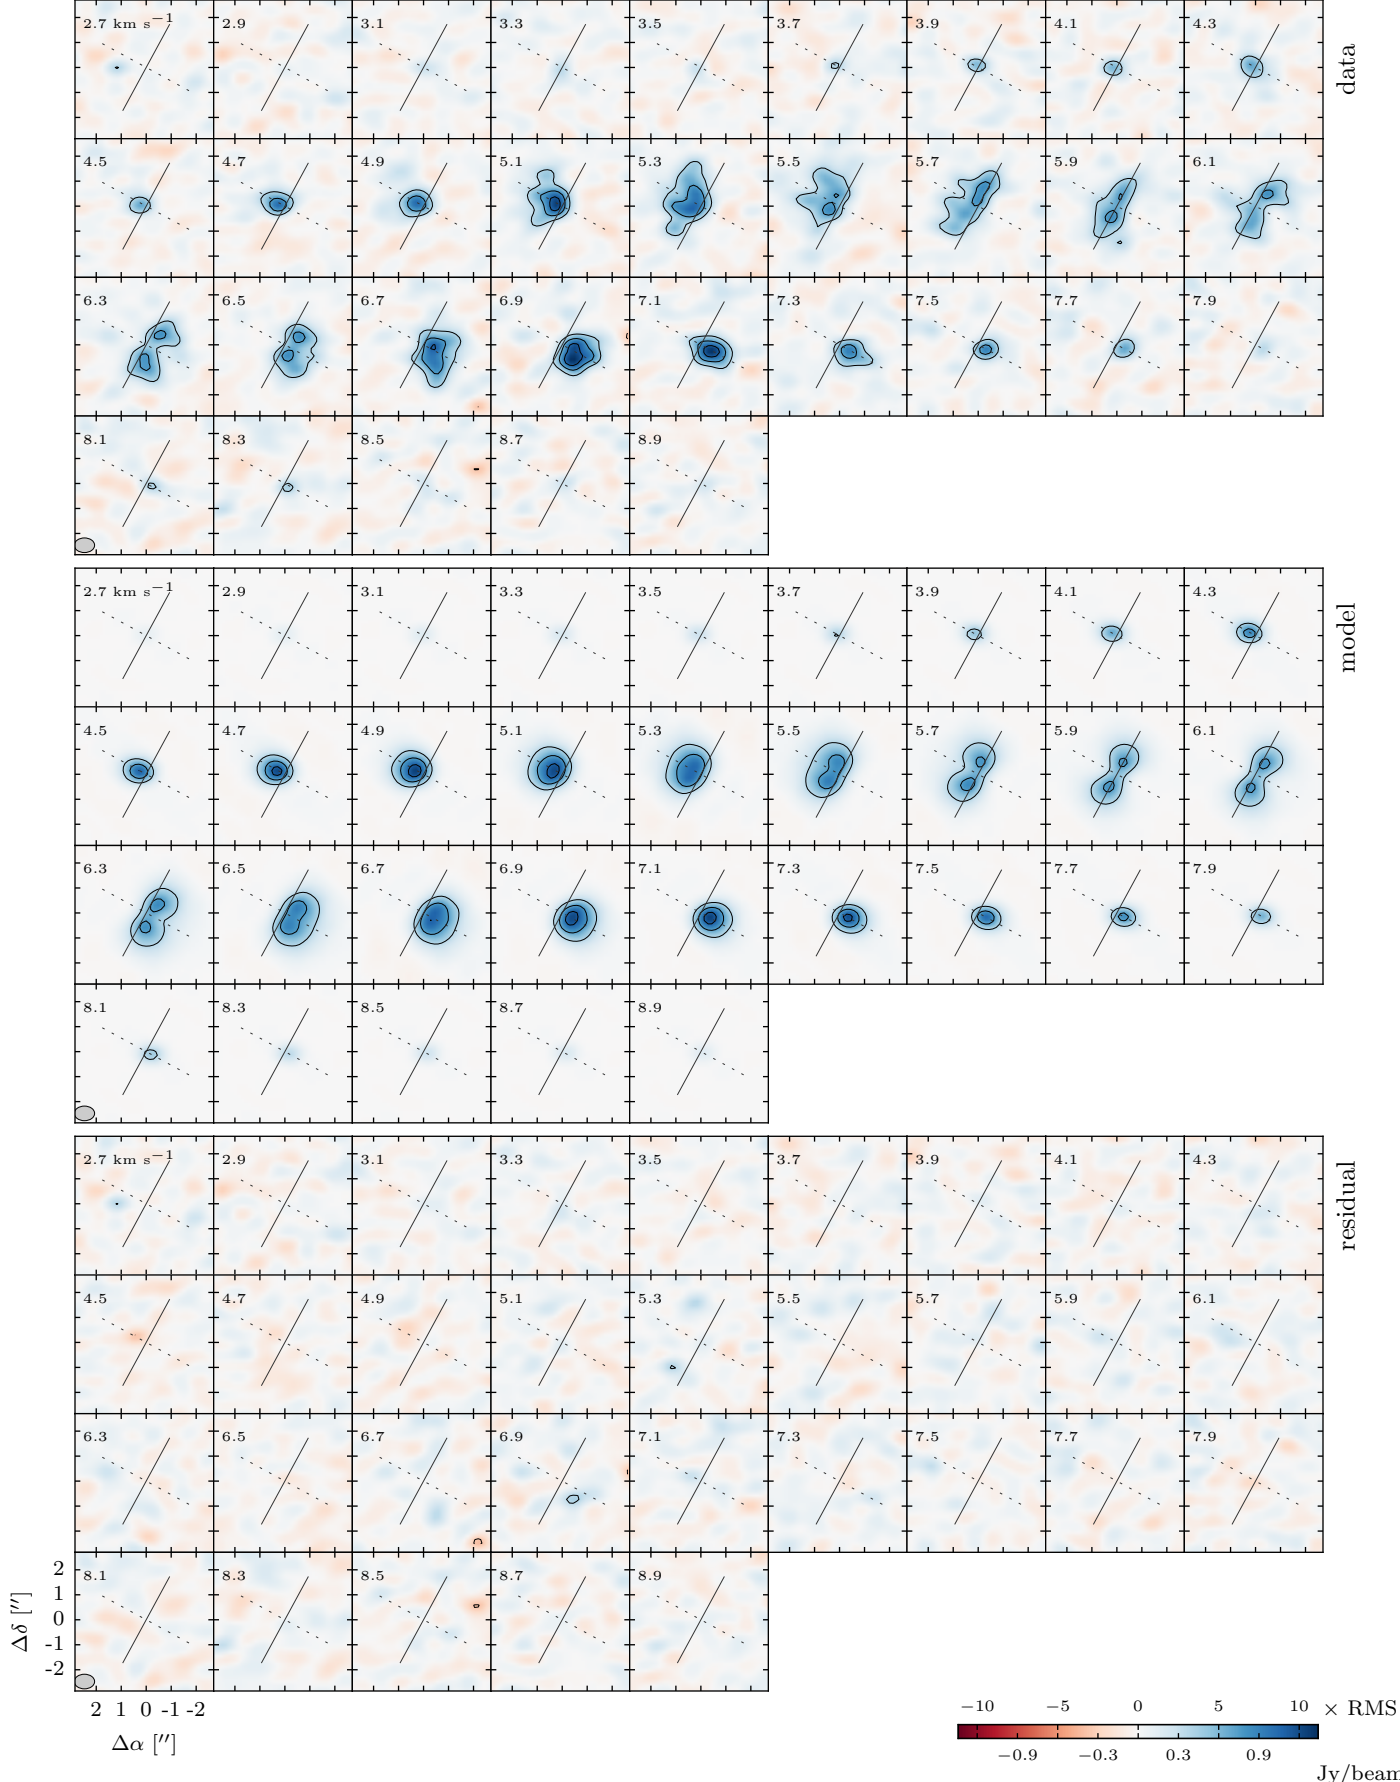 2.7 km s⁻¹ 2.9 3.1 3.3 3.5 3.7 3.9 4.1 4.3
data
4.5 4.7 4.9 5.1 5.3 5.5 5.7 5.9 6.1
6.3 6.5 6.7 6.9 7.1 7.3 7.5 7.7 7.9
8.1 8.3 8.5 8.7 8.9
2.7 km s⁻¹ 2.9 3.1 3.3 3.5 3.7 3.9 4.1 4.3
model
4.5 4.7 4.9 5.1 5.3 5.5 5.7 5.9 6.1
6.3 6.5 6.7 6.9 7.1 7.3 7.5 7.7 7.9
8.1 8.3 8.5 8.7 8.9
2.7 km s⁻¹ 2.9 3.1 3.3 3.5 3.7 3.9 4.1 4.3
residual
4.5 4.7 4.9 5.1 5.3 5.5 5.7 5.9 6.1
6.3 6.5 6.7 6.9 7.1 7.3 7.5 7.7 7.9
8.1 8.3 8.5 8.7 8.9
2
1
0
-1
-2
Δδ [″]
2 1 0 -1 -2
Δα [″]
−10 −5 0 5 10 × RMS
−0.9 −0.3 0.3 0.9
Jy/beam